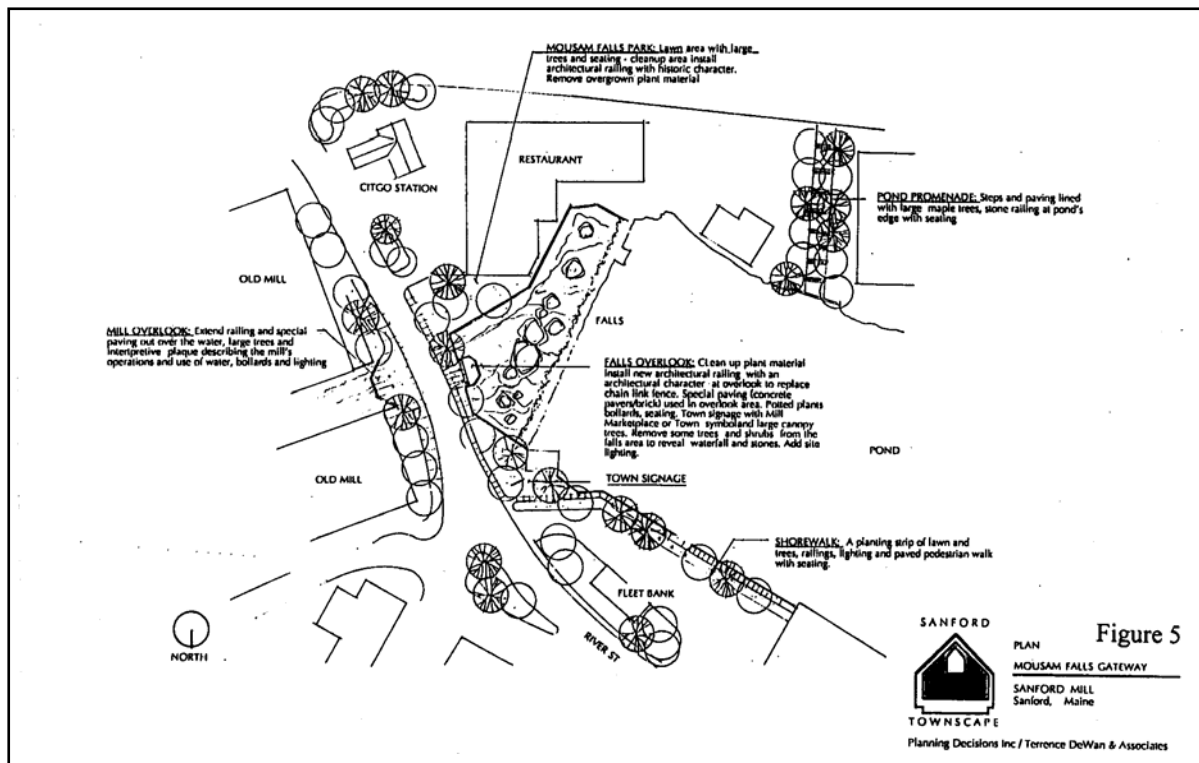 MOUSAM FALLS PARK: Lawn area with large
trees and seating - cleanup area install
architectural railing with historic character.
Remove overgrown plant material
RESTAURANT
CITGO STATION
POND PROMENADE: Steps and paving lined
with large maple trees, stone railing at pond's
edge with seating
OLD MILL
MILL OVERLOOK: Extend railing and special
paving out over the water, large trees and
interpretive plaque describing the mill's
operations and use of water, bollards and lighting
FALLS
FALLS OVERLOOK: Clean up plant material
install new architectural railing with an
architectural character at overlook to replace
chain link fence. Special paving (concrete
pavers/brick) used in overlook area. Potted plants
bollards, seating. Town signage with Mill
Marketplace or Town symboland large canopy
trees. Remove some trees and shrubs from the
falls area to reveal waterfall and stones. Add site
lighting.
POND
OLD MILL
TOWN SIGNAGE
SHOREWALK: A planting strip of lawn and
trees, railings, lighting and paved pedestrian walk
with seating.
FLEET BANK
RIVER ST
NORTH
SANFORD
TOWNSCAPE
Figure 5
PLAN
MOUSAM FALLS GATEWAY
SANFORD MILL
Sanford, Maine
Planning Decisions Inc / Terrence DeWan & Associates